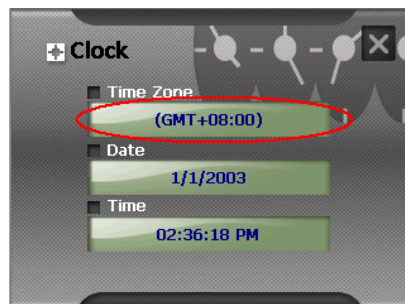 Clock
Time Zone
(GMT+08:00)
Date
1/1/2003
Time
02:36:18 PM